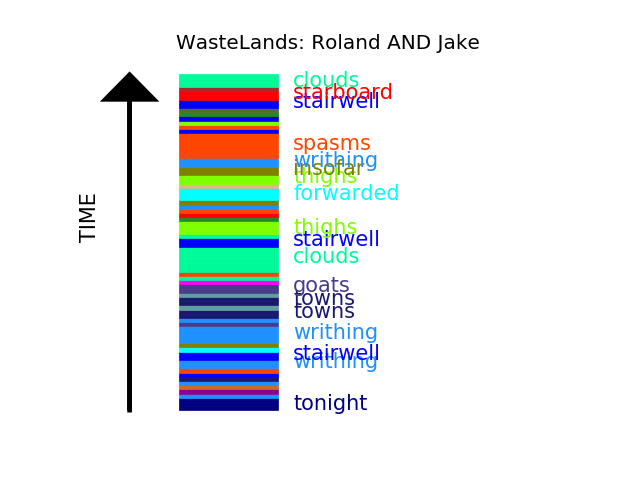 WasteLands: Roland AND Jake
clouds
starboard
stairwell
spasms
writhing
insofar
thighs
forwarded
thighs
stairwell
clouds
goats
towns
towns
writhing
stairwell
writhing
tonight
TIME